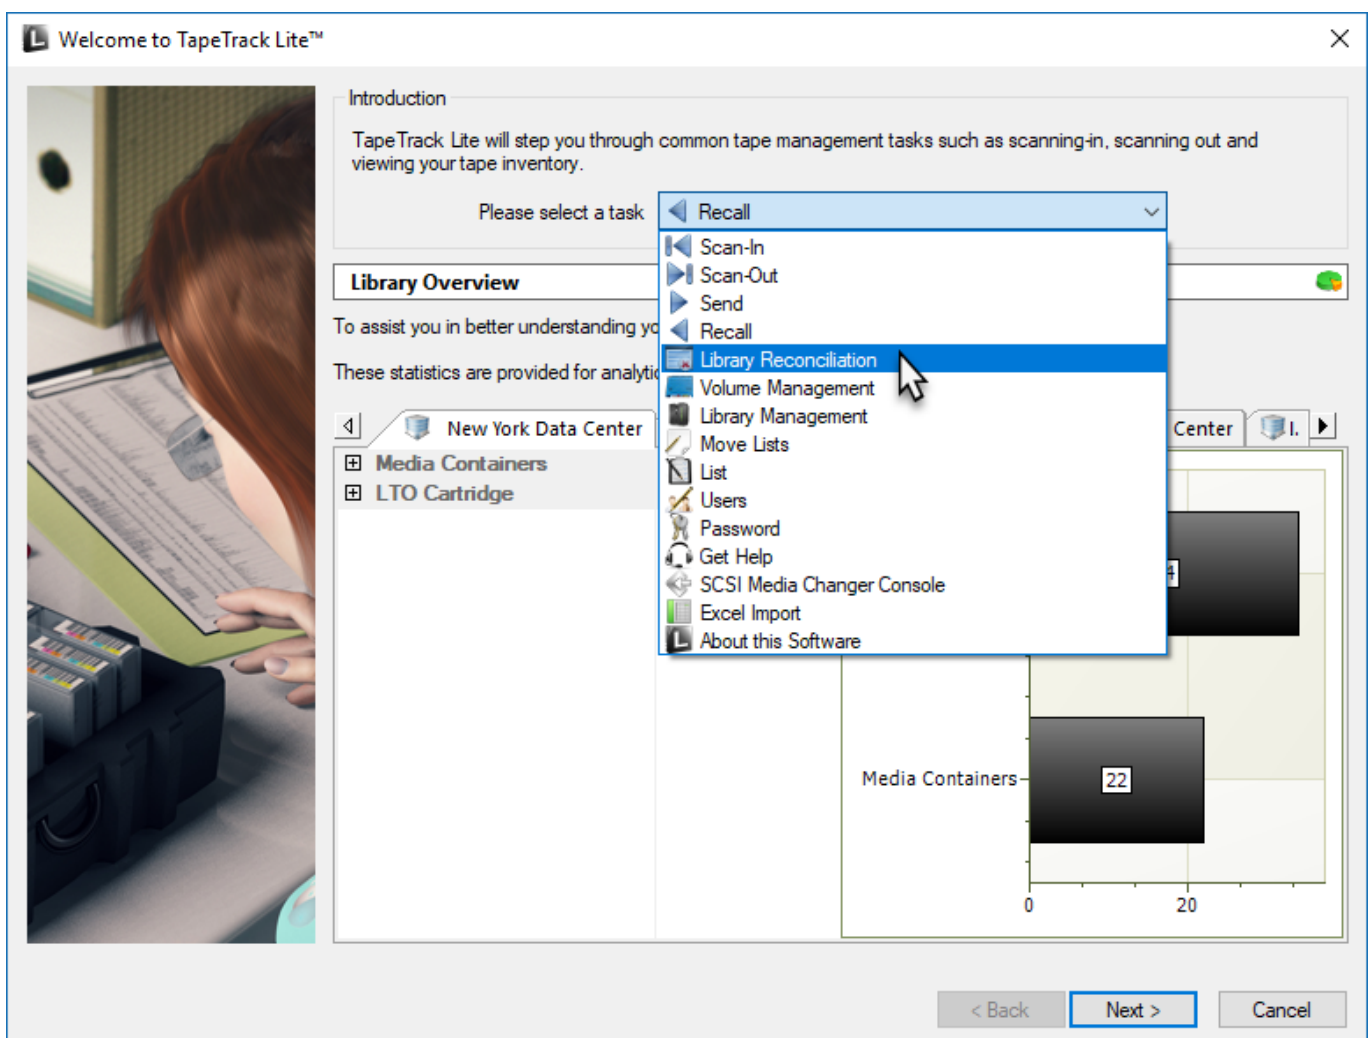 Welcome to TapeTrack Lite™
Introduction
TapeTrack Lite will step you through common tape management tasks such as scanning-in, scanning out and
viewing your tape inventory.
Please select a task
Recall
Scan-In
Scan-Out
Send
Recall
Library Reconciliation
Volume Management
Library Management
Move Lists
List
Users
Password
Get Help
SCSI Media Changer Console
Excel Import
About this Software
Library Overview
To assist you in better understanding
These statistics are provided for
New York Data Center
Center
Media Containers
LTO Cartridge
4
Media Containers
22
0 20
< Back Next > Cancel